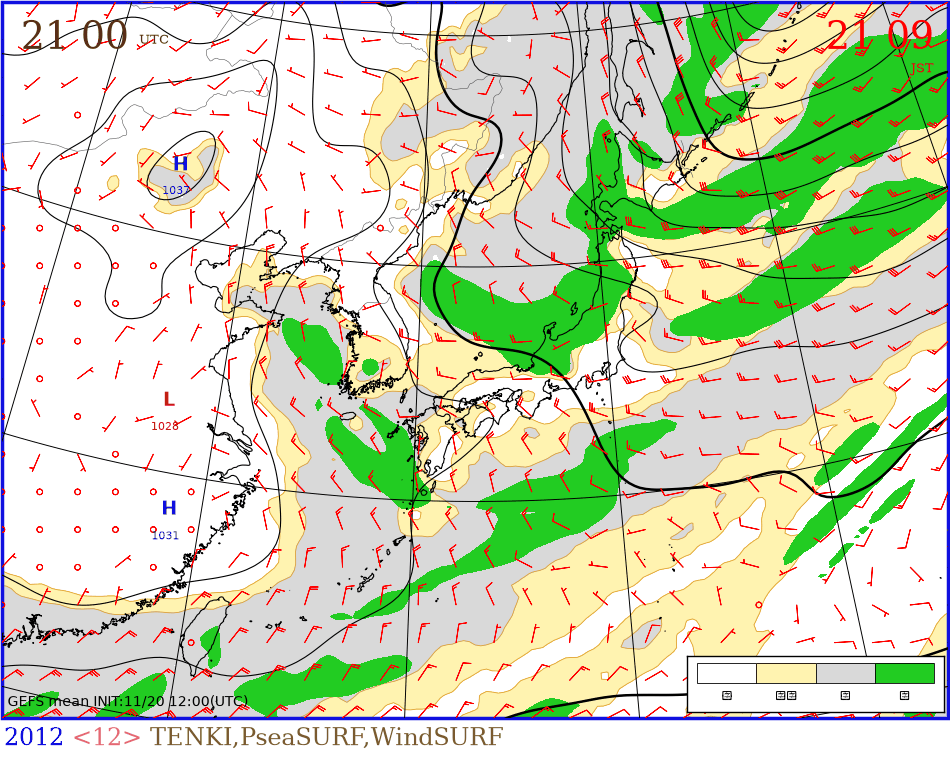 21 00 UTC
21 09
JST
H
1037
L
1028
H
1031
GEFS mean INIT:11/20 12:00(UTC)
2012 <12> TENKI,PseaSURF,WindSURF